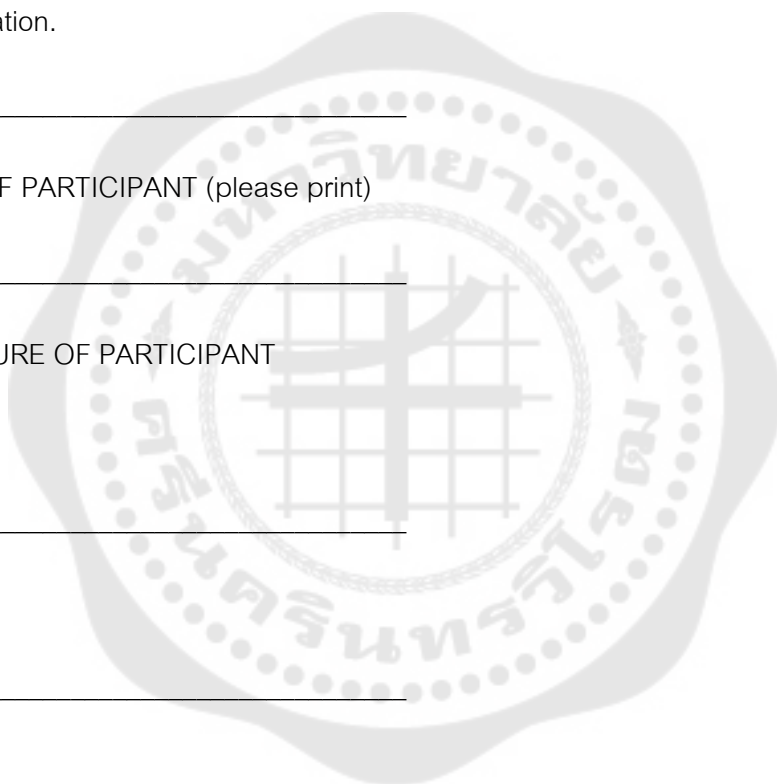 ation.
F PARTICIPANT (please print)
มหาวิทยาลัย
URE OF PARTICIPANT
ศรีนครินทรวิโรฒ